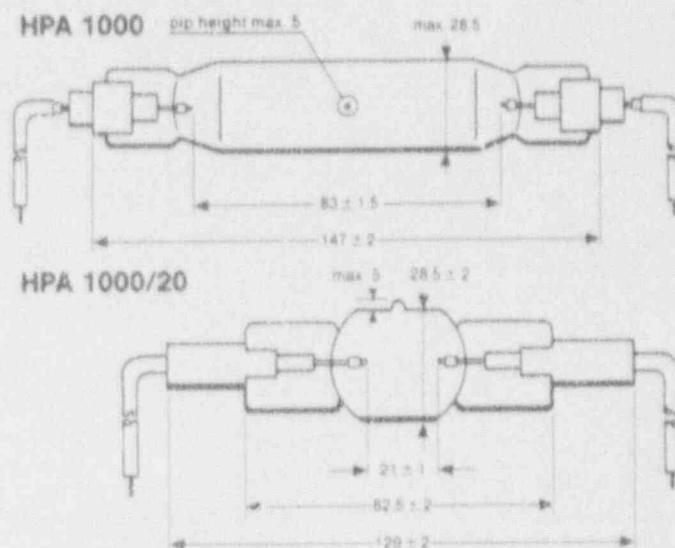 HPA 1000
pip height max. 5
max 28.5
83 ± 1.5
147 ± 2
HPA 1000/20
max 5
28.5 ± 2
21 ± 1
82.5 ± 2
129 ± 2